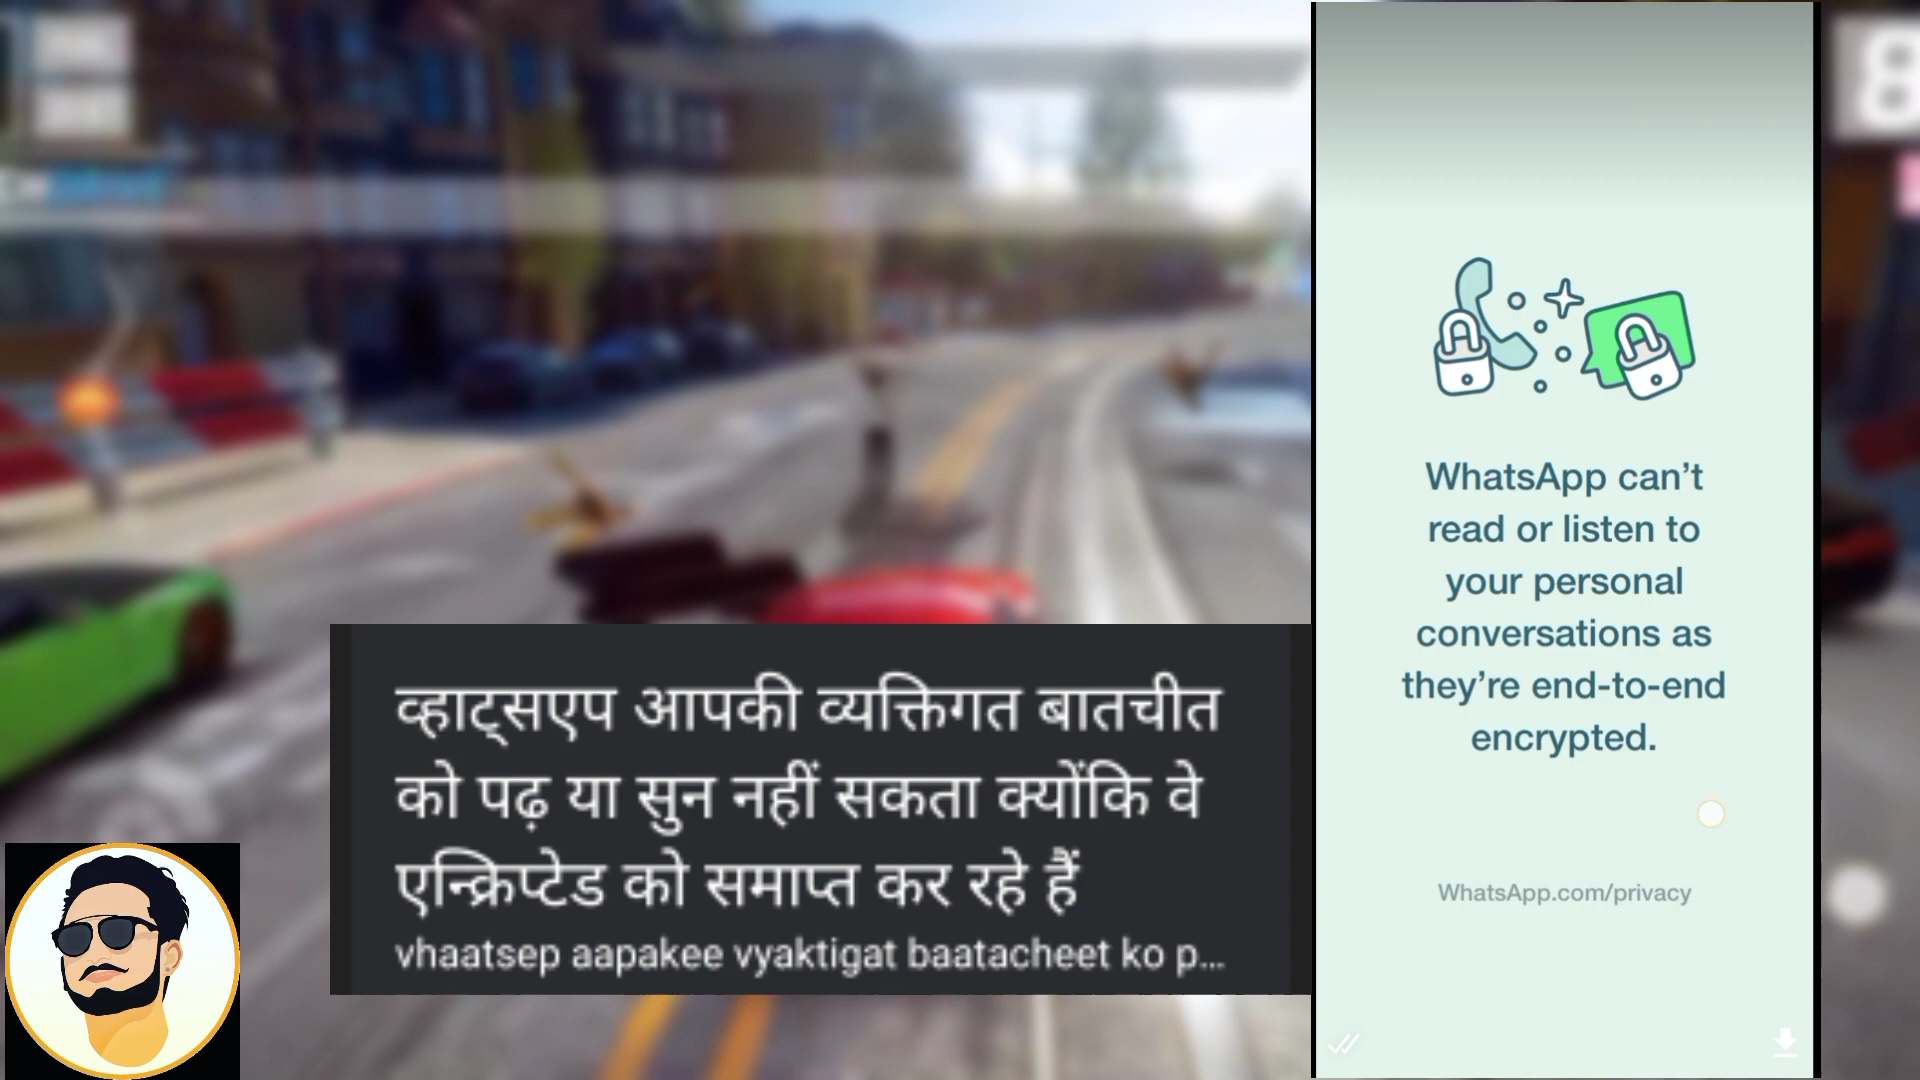 व्हाट्सएप आपकी व्यक्तिगत बातचीत
को पढ़ या सुन नहीं सकता क्योंकि वे
एन्क्रिप्टेड को समाप्त कर रहे हैं
vhaatsep aapakee vyaktigat baatacheet ko p...
WhatsApp can’t
read or listen to
your personal
conversations as
they’re end-to-end
encrypted.
WhatsApp.com/privacy
8